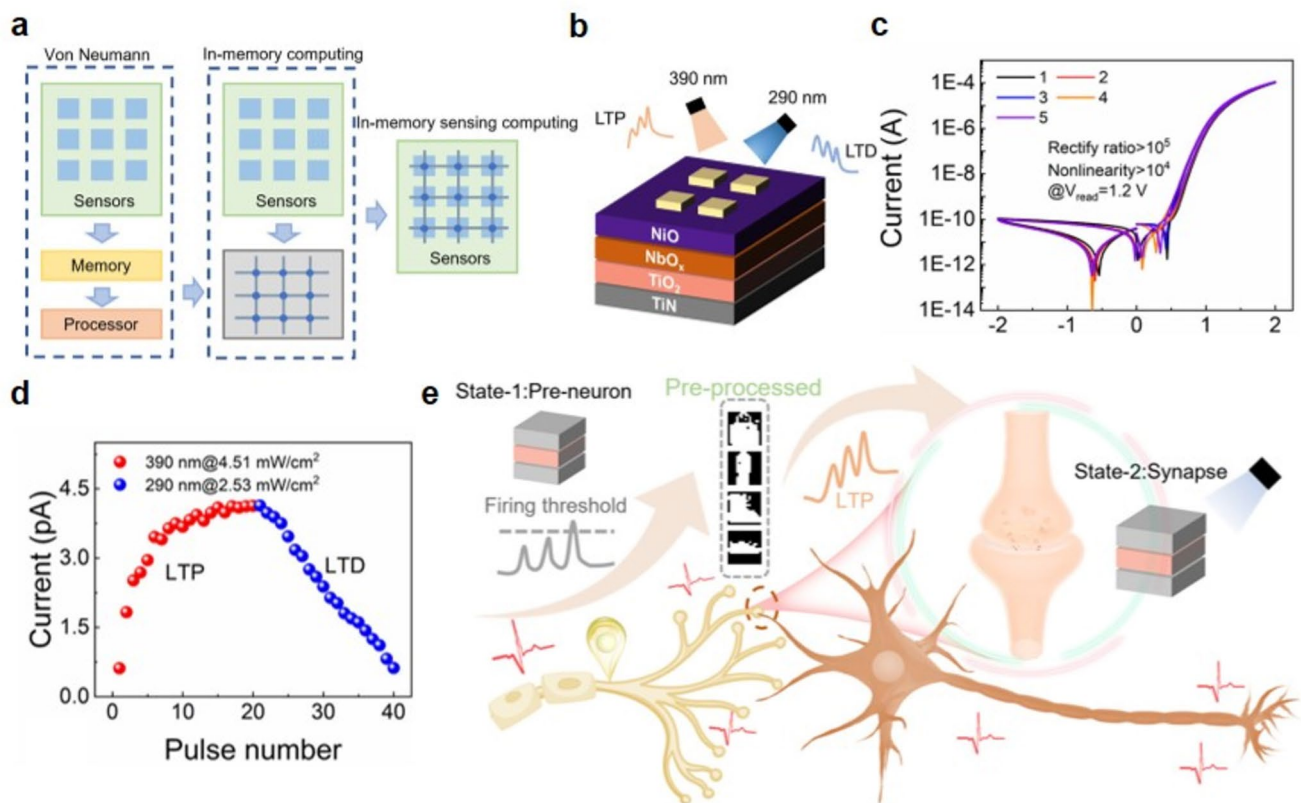 a
Von Neumann
Sensors
Memory
Processor
In-memory computing
Sensors
In-memory sensing computing
Sensors
b
390 nm
290 nm
LTP
LTD
NiO
NbOₓ
TiO₂
TiN
c
Current (A)
1E-4
1E-6
1E-8
1E-10
1E-12
1E-14
1 2
3 4
5
Rectify ratio>10⁵
Nonlinearity>10⁴
@V_read=1.2 V
-2 -1 0 1 2
d
Current (pA)
4.5
3.0
1.5
0.0
390 nm@4.51 mW/cm²
290 nm@2.53 mW/cm²
LTP
LTD
0 10 20 30 40
Pulse number
e
State-1:Pre-neuron
Firing threshold
Pre-processed
LTP
State-2:Synapse